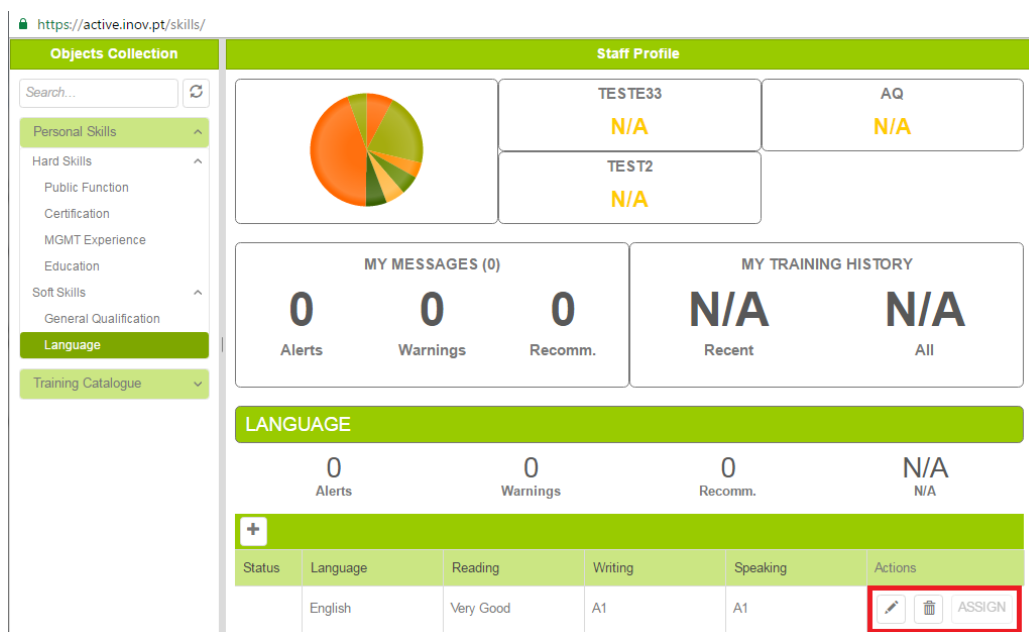 https://active.inov.pt/skills/
Objects Collection
Search...
Personal Skills
Hard Skills
Public Function
Certification
MGMT Experience
Education
Soft Skills
General Qualification
Language
Training Catalogue
Staff Profile
TESTE33
N/A
AQ
N/A
TEST2
N/A
MY MESSAGES (0)
0 0 0
Alerts Warnings Recomm.
MY TRAINING HISTORY
N/A N/A
Recent All
LANGUAGE
0 0 0 N/A
Alerts Warnings Recomm. N/A
Status Language Reading Writing Speaking Actions
English Very Good A1 A1 ASSIGN